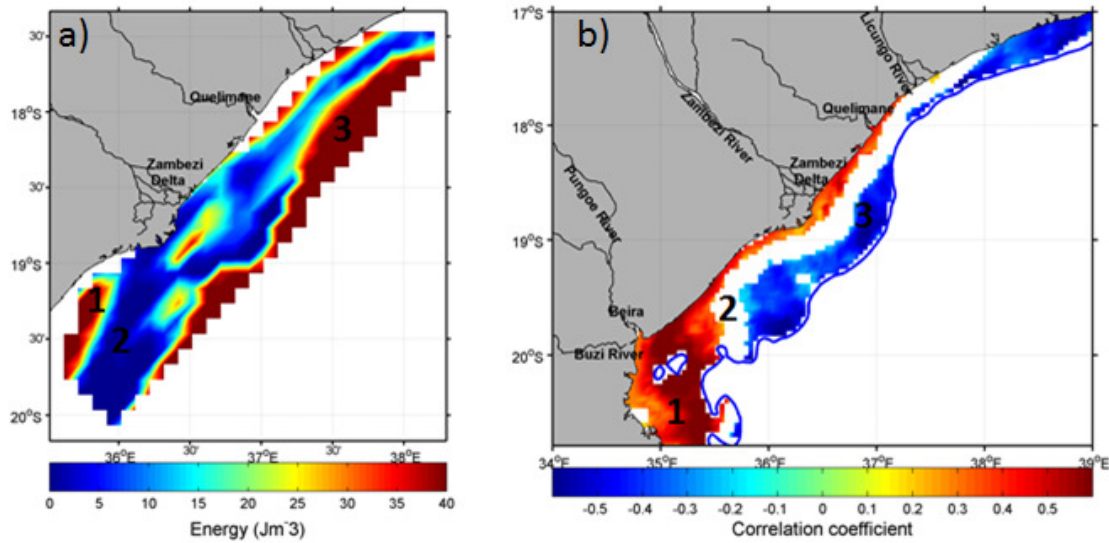 a)
30'
18°S
30'
19°S
30'
20°S
Quelimane
Zambezi
Delta
1
2
3
36°E
30'
37°E
30'
38°E
0 5 10 15 20 25 30 35 40
Energy (Jm⁻3)
b)
17°S
18°S
19°S
20°S
Licungo River
Quelimane
Zambezi River
Zambezi
Delta
Pungoe River
3
2
Beira
Buzi River
1
34°E 35°E 36°E 37°E 38°E 39°E
-0.5 -0.4 -0.3 -0.2 -0.1 0 0.1 0.2 0.3 0.4 0.5
Correlation coefficient